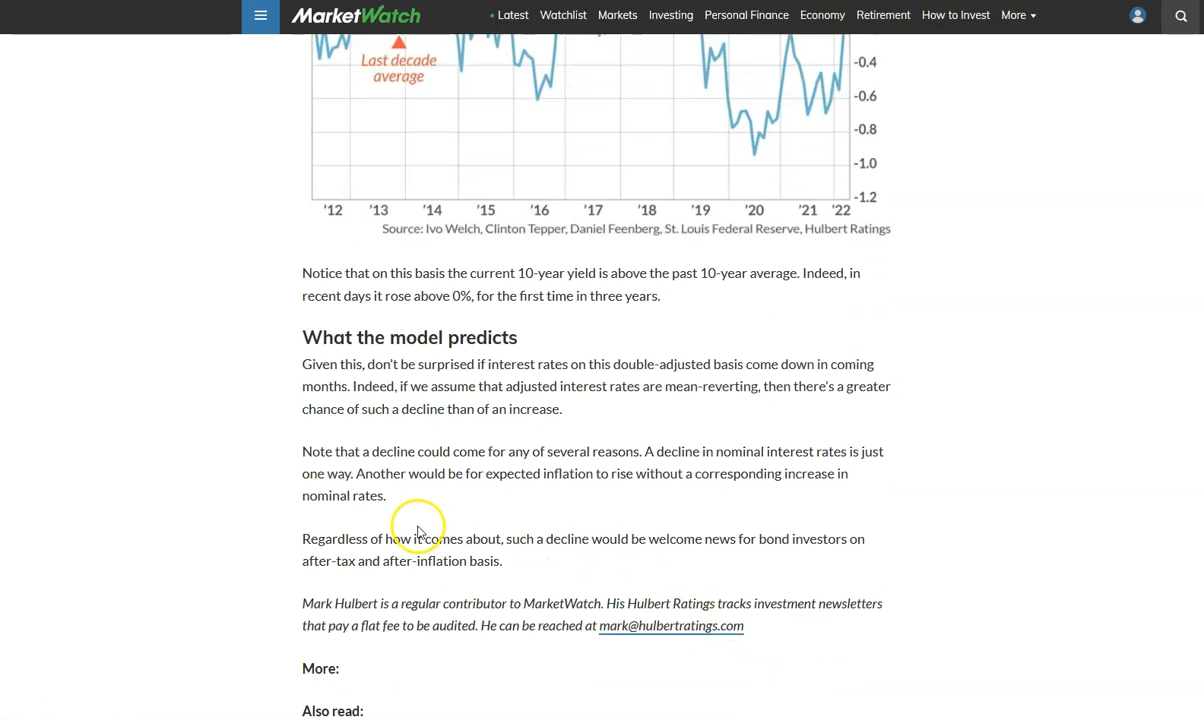 MarketWatch
• Latest Watchlist Markets Investing Personal Finance Economy Retirement How to Invest More
Last decade
average
-0.4
-0.6
-0.8
-1.0
-1.2
'12 '13 '14 '15 '16 '17 '18 '19 '20 '21 '22
Source: Ivo Welch, Clinton Tepper, Daniel Feenberg, St. Louis Federal Reserve, Hulbert Ratings
Notice that on this basis the current 10-year yield is above the past 10-year average. Indeed, in
recent days it rose above 0%, for the first time in three years.
What the model predicts
Given this, don't be surprised if interest rates on this double-adjusted basis come down in coming
months. Indeed, if we assume that adjusted interest rates are mean-reverting, then there's a greater
chance of such a decline than of an increase.
Note that a decline could come for any of several reasons. A decline in nominal interest rates is just
one way. Another would be for expected inflation to rise without a corresponding increase in
nominal rates.
Regardless of how it comes about, such a decline would be welcome news for bond investors on
after-tax and after-inflation basis.
Mark Hulbert is a regular contributor to MarketWatch. His Hulbert Ratings tracks investment newsletters
that pay a flat fee to be audited. He can be reached at mark@hulbertratings.com
More:
Also read: